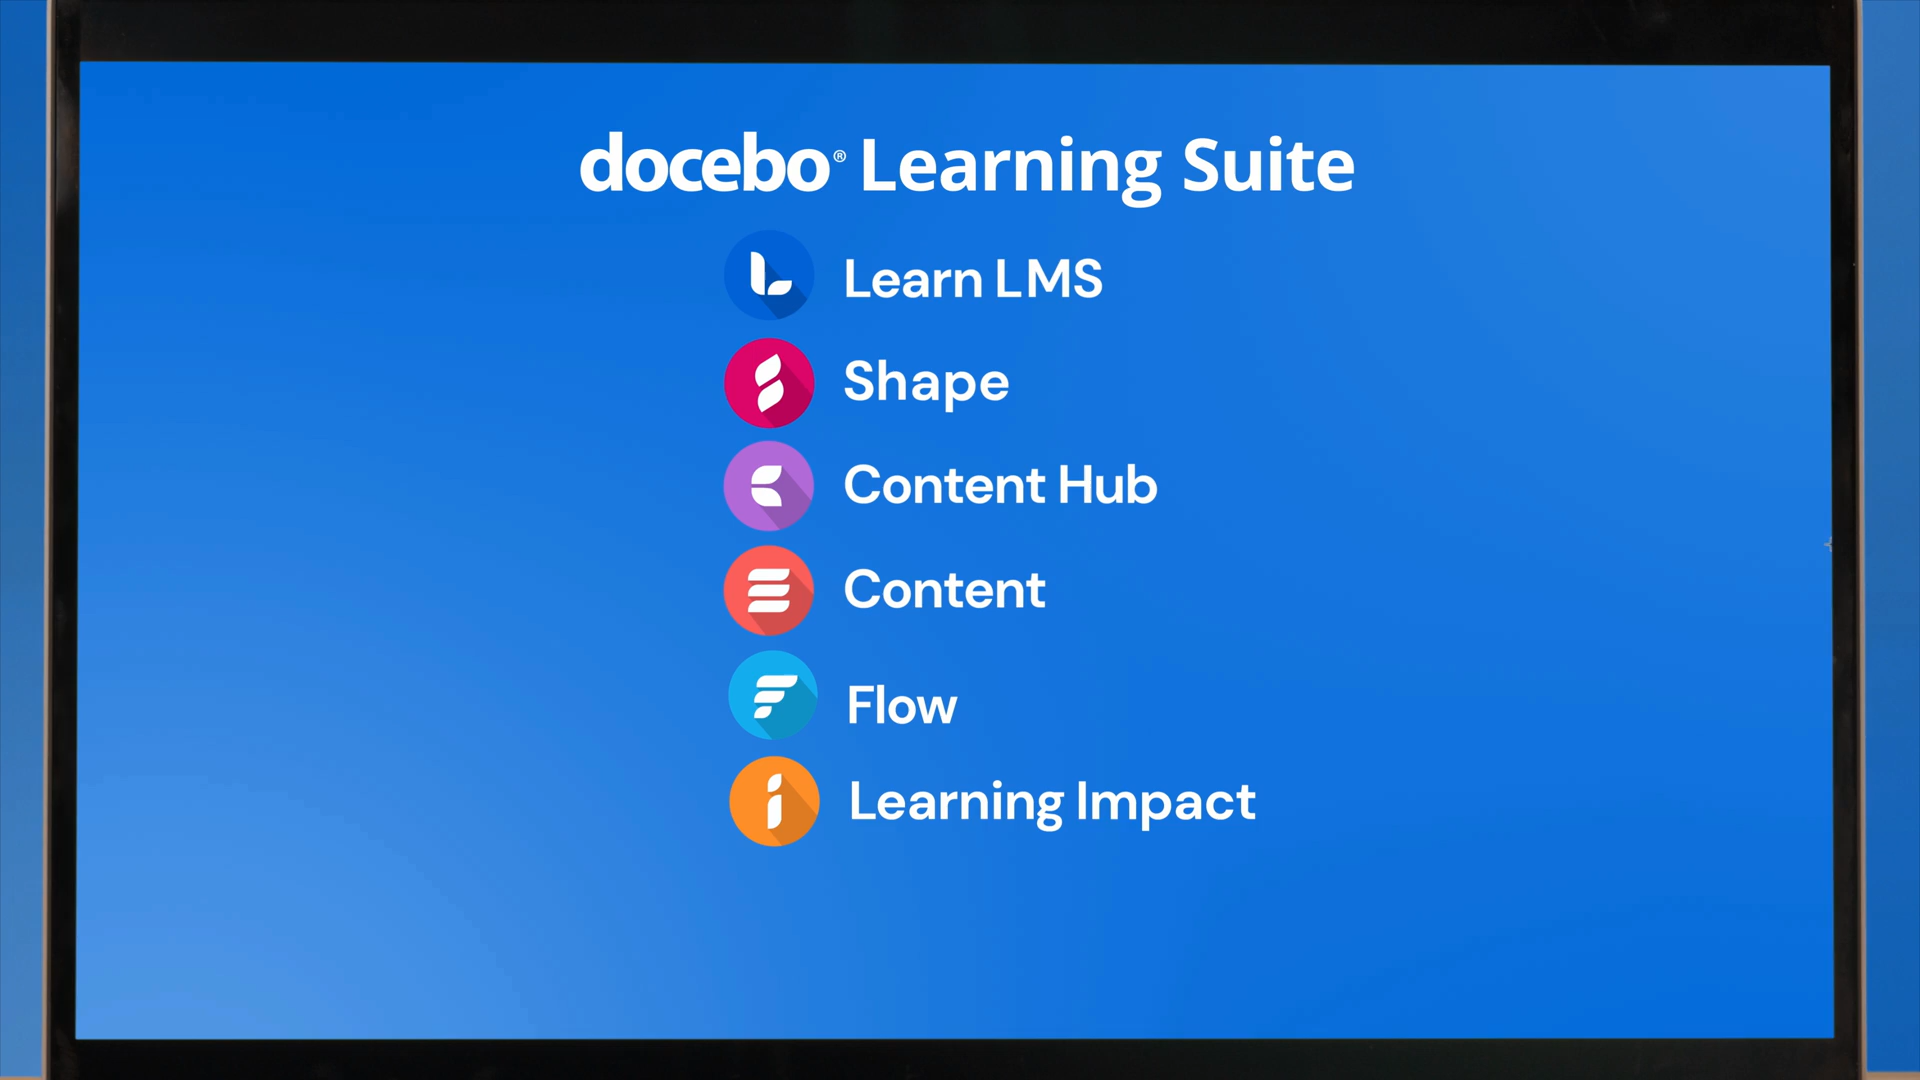 docebo® Learning Suite
Learn LMS
Shape
Content Hub
Content
Flow
Learning Impact